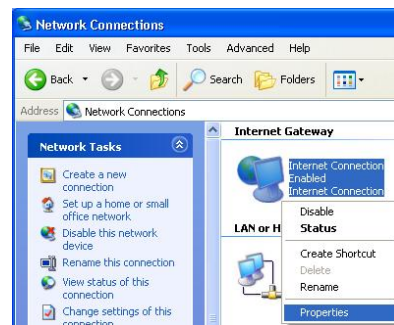 Network Connections
File Edit View Favorites Tools Advanced Help
Back Search Folders
Address Network Connections
Network Tasks
Create a new
connection
Set up a home or small
office network
Disable this network
device
Rename this connection
View status of this
connection
Change settings of this
connection
Internet Gateway
Internet Connection
Enabled
Internet Connection
LAN or H
Disable
Status
Create Shortcut
Delete
Rename
Properties